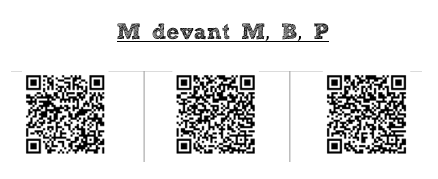 M devant M, B, P